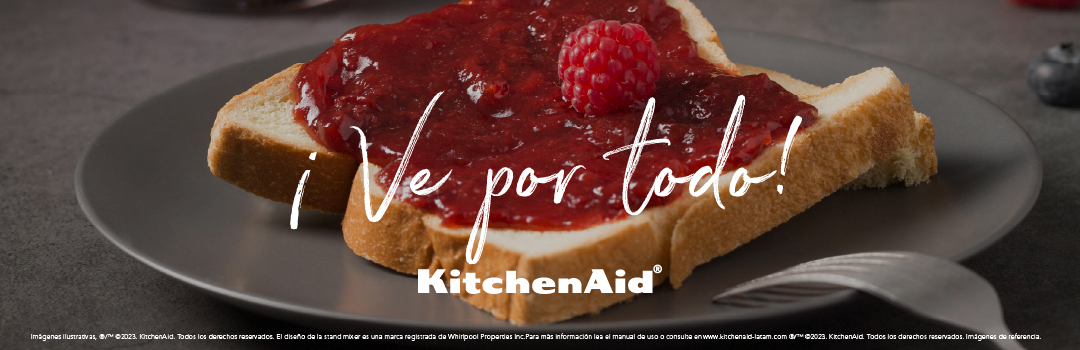 ¡Ve por todo!
KitchenAid®
Imágenes ilustrativas, ®/™ ©2023. KitchenAid. Todos los derechos reservados. El diseño de la stand mixer es una marca registrada de Whirlpool Properties Inc.Para más información lea el manual de uso o consulte en www.kitchenaid-latam.com ®/™ ©2023. KitchenAid. Todos los derechos reservados. Imágenes de referencia.